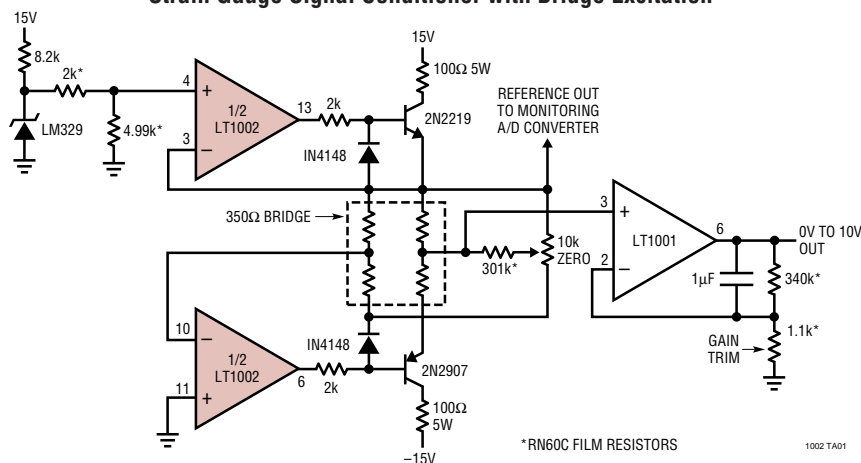 Strain Gauge Signal Conditioner with Bridge Excitation
15V
8.2k
2k*
LM329
4.99k*
4
3
+
–
1/2
LT1002
13
2k
IN4148
15V
100Ω 5W
2N2219
REFERENCE OUT
TO MONITORING
A/D CONVERTER
350Ω BRIDGE
301k*
10k
ZERO
3
2
+
–
LT1001
6
0V TO 10V
OUT
1µF
340k*
GAIN
TRIM
1.1k*
10
11
–
+
1/2
LT1002
6
2k
IN4148
2N2907
100Ω
5W
–15V
*RN60C FILM RESISTORS
1002 TA01